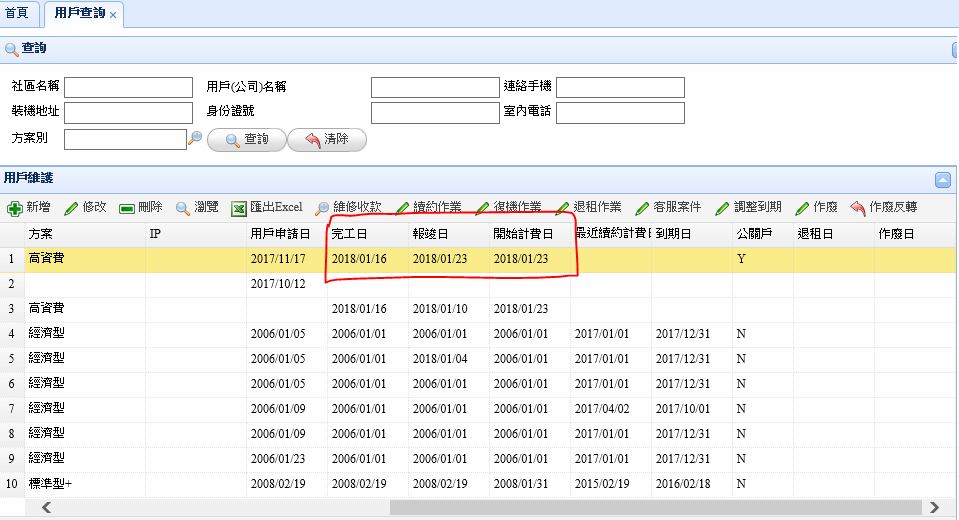 首頁 用戶查詢 ×
查詢
社區名稱 用戶(公司)名稱 連絡手機
裝機地址 身份證號 室內電話
方案別 查詢 清除
用戶維護
新增 修改 刪除 瀏覽 匯出Excel 維修收款 續約作業 復機作業 退租作業 客服案件 調整到期 作廢 作廢反轉
方案 IP 用戶申請日 完工日 報竣日 開始計費日 最近續約計費日 到期日 公關戶 退租日 作廢日
1 高資費 2017/11/17 2018/01/16 2018/01/23 2018/01/23 Y
2 2017/10/12
3 高資費 2018/01/16 2018/01/10 2018/01/23
4 經濟型 2006/01/05 2006/01/01 2006/01/01 2006/01/01 2017/01/01 2017/12/31 N
5 經濟型 2006/01/05 2006/01/01 2018/01/04 2006/01/01 2017/01/01 2017/12/31 N
6 經濟型 2006/01/05 2006/01/01 2006/01/01 2006/01/01 2017/01/01 2017/12/31 N
7 經濟型 2006/01/09 2006/01/01 2006/01/01 2006/01/01 2017/04/02 2017/10/01 N
8 經濟型 2006/01/09 2006/01/01 2006/01/01 2006/01/01 2017/01/01 2017/12/31 N
9 經濟型 2006/01/23 2006/01/01 2006/01/01 2006/01/01 2017/01/01 2017/12/31 N
10 標準型+ 2008/02/19 2008/02/19 2008/02/19 2008/01/31 2015/02/19 2016/02/18 N